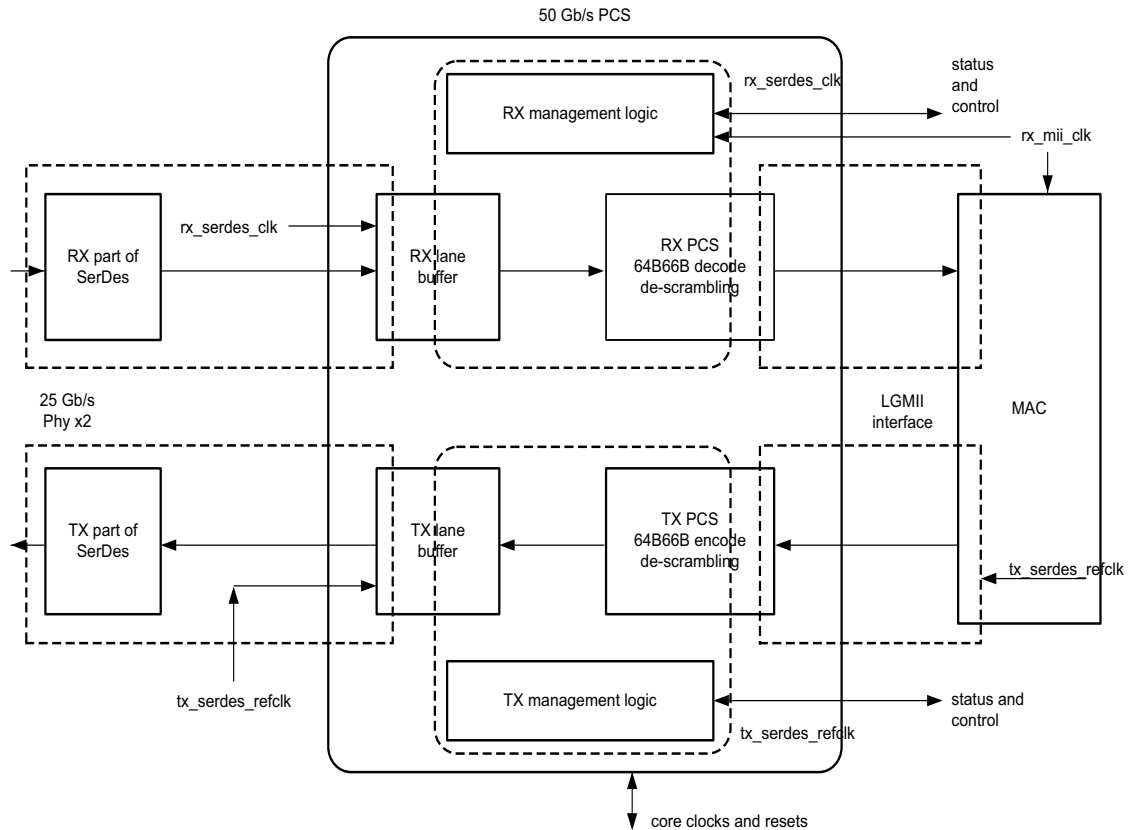 50 Gb/s PCS
rx_serdes_clk
status
and
control
RX management logic
rx_mii_clk
rx_serdes_clk
RX part of
SerDes
RX lane
buffer
RX PCS
64B66B decode
de-scrambling
25 Gb/s
Phy x2
LGMII
interface
MAC
TX part of
SerDes
TX lane
buffer
TX PCS
64B66B encode
de-scrambling
tx_serdes_refclk
tx_serdes_refclk
TX management logic
status and
control
tx_serdes_refclk
core clocks and resets